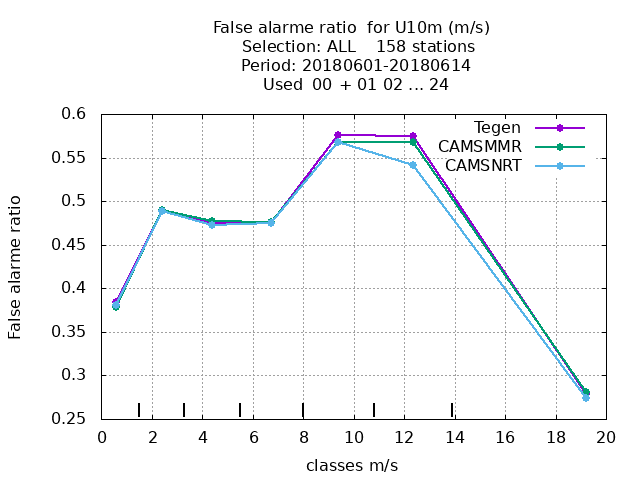 False alarme ratio  for U10m (m/s)
Selection: ALL    158 stations
Period: 20180601-20180614
Used  00 + 01 02 ... 24
0.6
Tegen
CAMSMMR
CAMSNRT
0.55
0.5
0.45
0.4
0.35
0.3
0.25
False alarme ratio
0 2 4 6 8 10 12 14 16 18 20
classes m/s